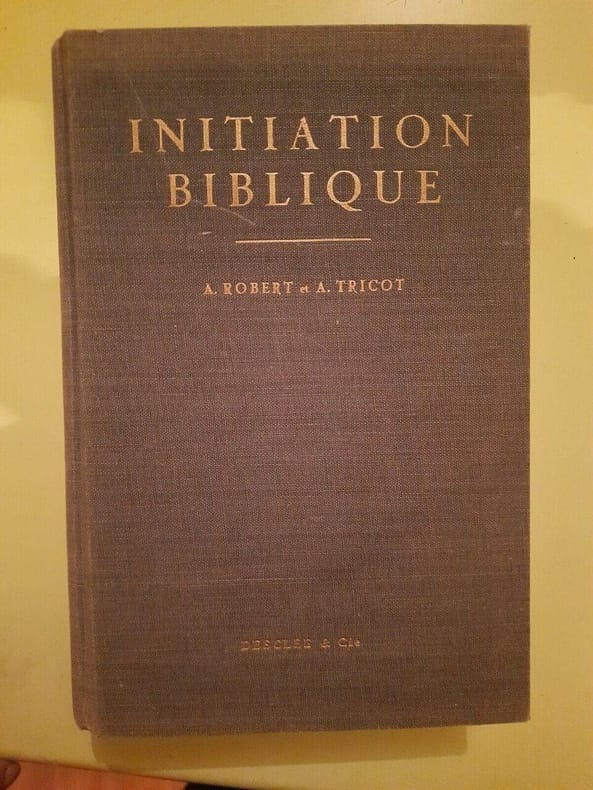 INITIATION
BIBLIQUE
A. ROBERT et A. TRICOT
DESCLÉE & Cie